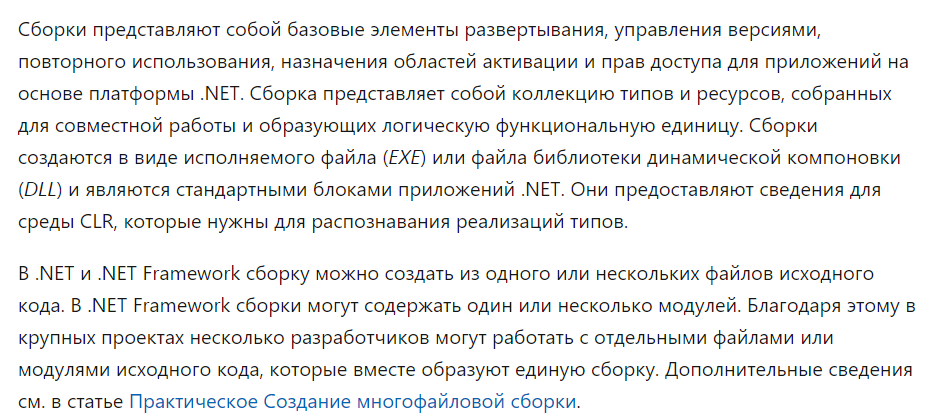 Сборки представляют собой базовые элементы развертывания, управления версиями,
повторного использования, назначения областей активации и прав доступа для приложений на
основе платформы .NET. Сборка представляет собой коллекцию типов и ресурсов, собранных
для совместной работы и образующих логическую функциональную единицу. Сборки
создаются в виде исполняемого файла (EXE) или файла библиотеки динамической компоновки
(DLL) и являются стандартными блоками приложений .NET. Они предоставляют сведения для
среды CLR, которые нужны для распознавания реализаций типов.
В .NET и .NET Framework сборку можно создать из одного или нескольких файлов исходного
кода. В .NET Framework сборки могут содержать один или несколько модулей. Благодаря этому в
крупных проектах несколько разработчиков могут работать с отдельными файлами или
модулями исходного кода, которые вместе образуют единую сборку. Дополнительные сведения
см. в статье Практическое Создание многофайловой сборки.